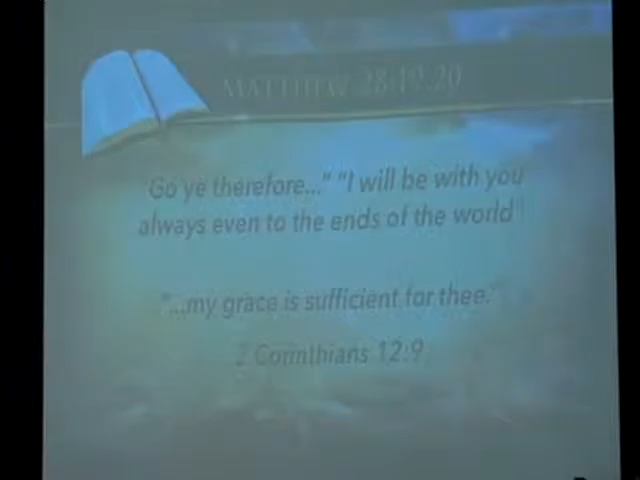 MATTHEW 28:19,20
"Go ye therefore..." "I will be with you
always even to the ends of the world"
"...my grace is sufficient for thee."
2 Corinthians 12:9